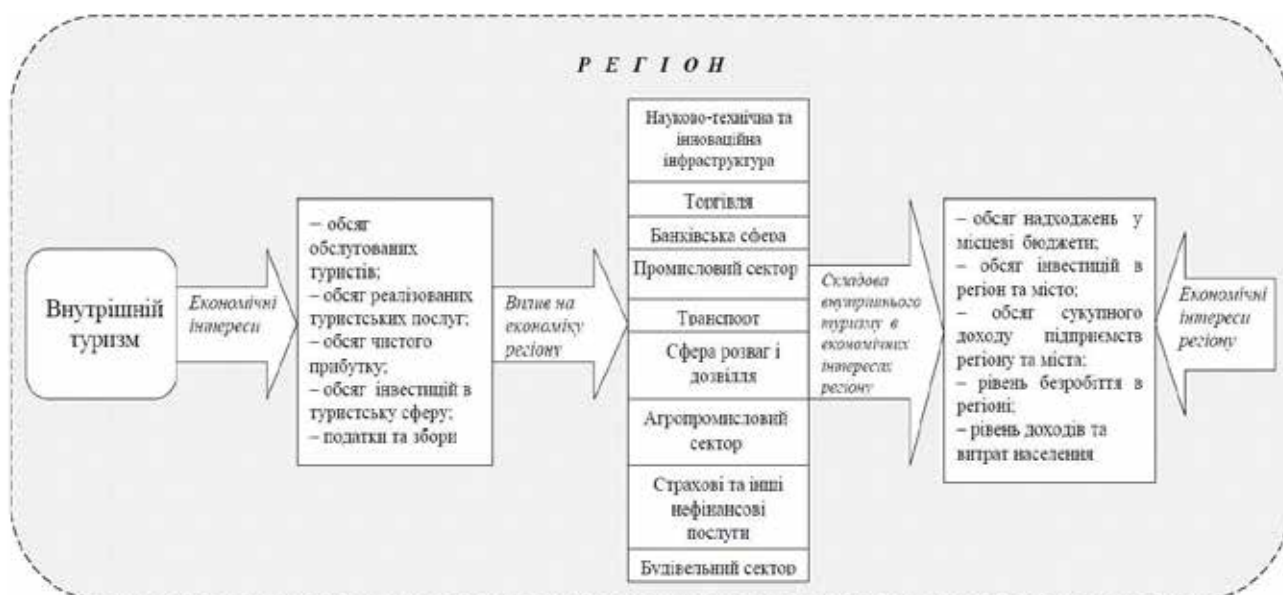 Р Е Г І О Н
Внутрішній
туризм
Економічні
інтереси
– обсяг
обслугованих
туристів;
– обсяг реалізованих
туристських послуг;
– обсяг чистого
прибутку;
– обсяг інвестицій в
туристську сферу;
– податки та збори
Вплив на
економіку
регіону
Науково-технічна та
інноваційна
інфраструктура
Торгівля
Банківська сфера
Промисловий сектор
Транспорт
Сфера розваг і
дозвілля
Агропромисловий
сектор
Страхові та інші
нефінансові
послуги
Будівельний сектор
Складова
внутрішнього
туризму в
економічних
інтересах
регіону
– обсяг надходжень у
місцеві бюджети;
– обсяг інвестицій в
регіон та місто;
– обсяг сукупного
доходу підприємств
регіону та міста;
– рівень безробіття в
регіоні;
– рівень доходів та
витрат населення
Економічні
інтереси
регіону